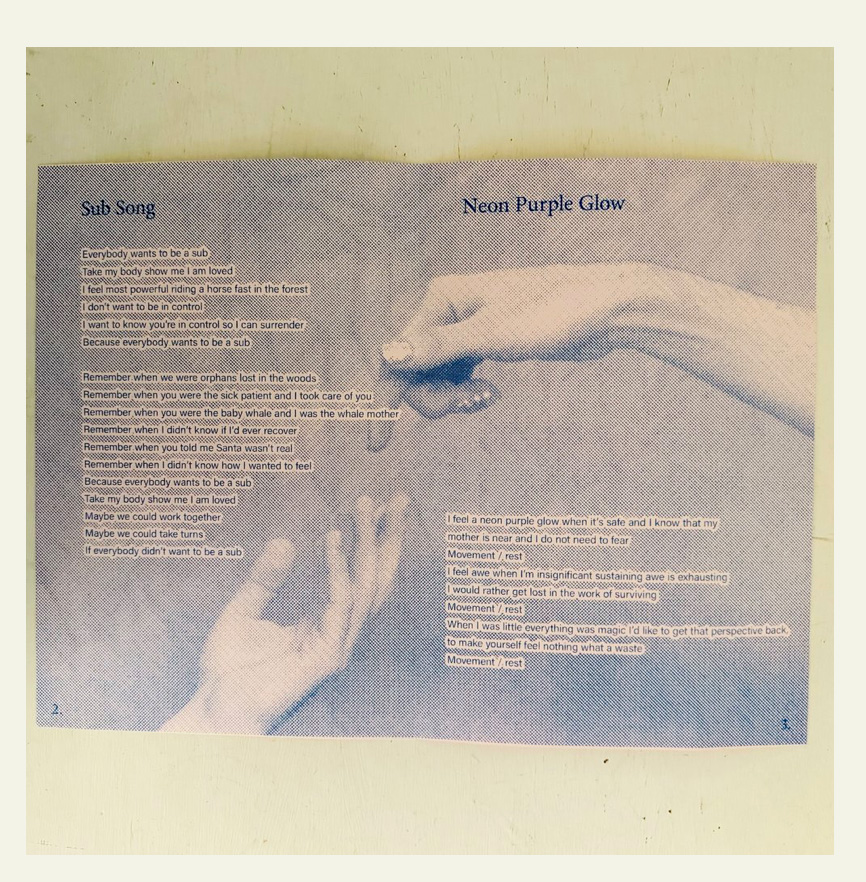 Sub Song
Everybody wants to be a sub
Take my body show me I am loved
I feel most powerful riding a horse fast in the forest
I don't want to be in control
I want to know you're in control so I can surrender
Because everybody wants to be a sub
Remember when we were orphans lost in the woods
Remember when you were the sick patient and I took care of you
Remember when you were the baby whale and I was the whale mother
Remember when I didn't know if I'd ever recover
Remember when you told me Santa wasn't real
Remember when I didn't know how I wanted to feel
Because everybody wants to be a sub
Take my body show me I am loved
Maybe we could work together
Maybe we could take turns
If everybody didn't want to be a sub
2.
Neon Purple Glow
I feel a neon purple glow when it's safe and I know that my
mother is near and I do not need to fear
Movement / rest
I feel awe when I'm insignificant sustaining awe is exhausting
I would rather get lost in the work of surviving
Movement / rest
When I was little everything was magic I'd like to get that perspective back,
to make yourself feel nothing what a waste
Movement / rest
3.